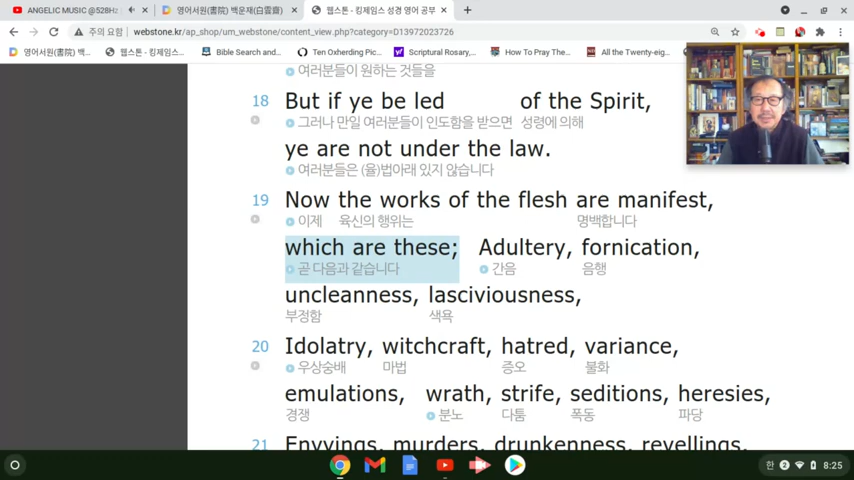 ANGELIC MUSIC @528Hz
영어서원(書院) 백운재(白雲齋)
웹스톤 - 킹제임스 성경 영어 공부
주의 요함
webstone.kr/ap_shop/um_webstone/content_view.php?category=D13972023726
영어서원(書院) 백...
웹스톤 - 킹제임스...
Bible Search and...
Ten Oxherding Pic...
Scriptural Rosary,...
How To Pray The...
All the Twenty-eig...
여러분들이 원하는 것들을
18 But if ye be led of the Spirit,
그러나 만일 여러분들이 인도함을 받으면 성령에 의해
ye are not under the law.
여러분들은 (율)법아래 있지 않습니다
19 Now the works of the flesh are manifest,
이제 육신의 행위는 명백합니다
which are these; Adultery, fornication,
곧 다음과 같습니다 간음 음행
uncleanness, lasciviousness,
부정함 색욕
20 Idolatry, witchcraft, hatred, variance,
우상숭배 마법 증오 불화
emulations, wrath, strife, seditions, heresies,
경쟁 분노 다툼 폭동 파당
21 Envyings, murders, drunkenness, revellings,
한 2 8:25